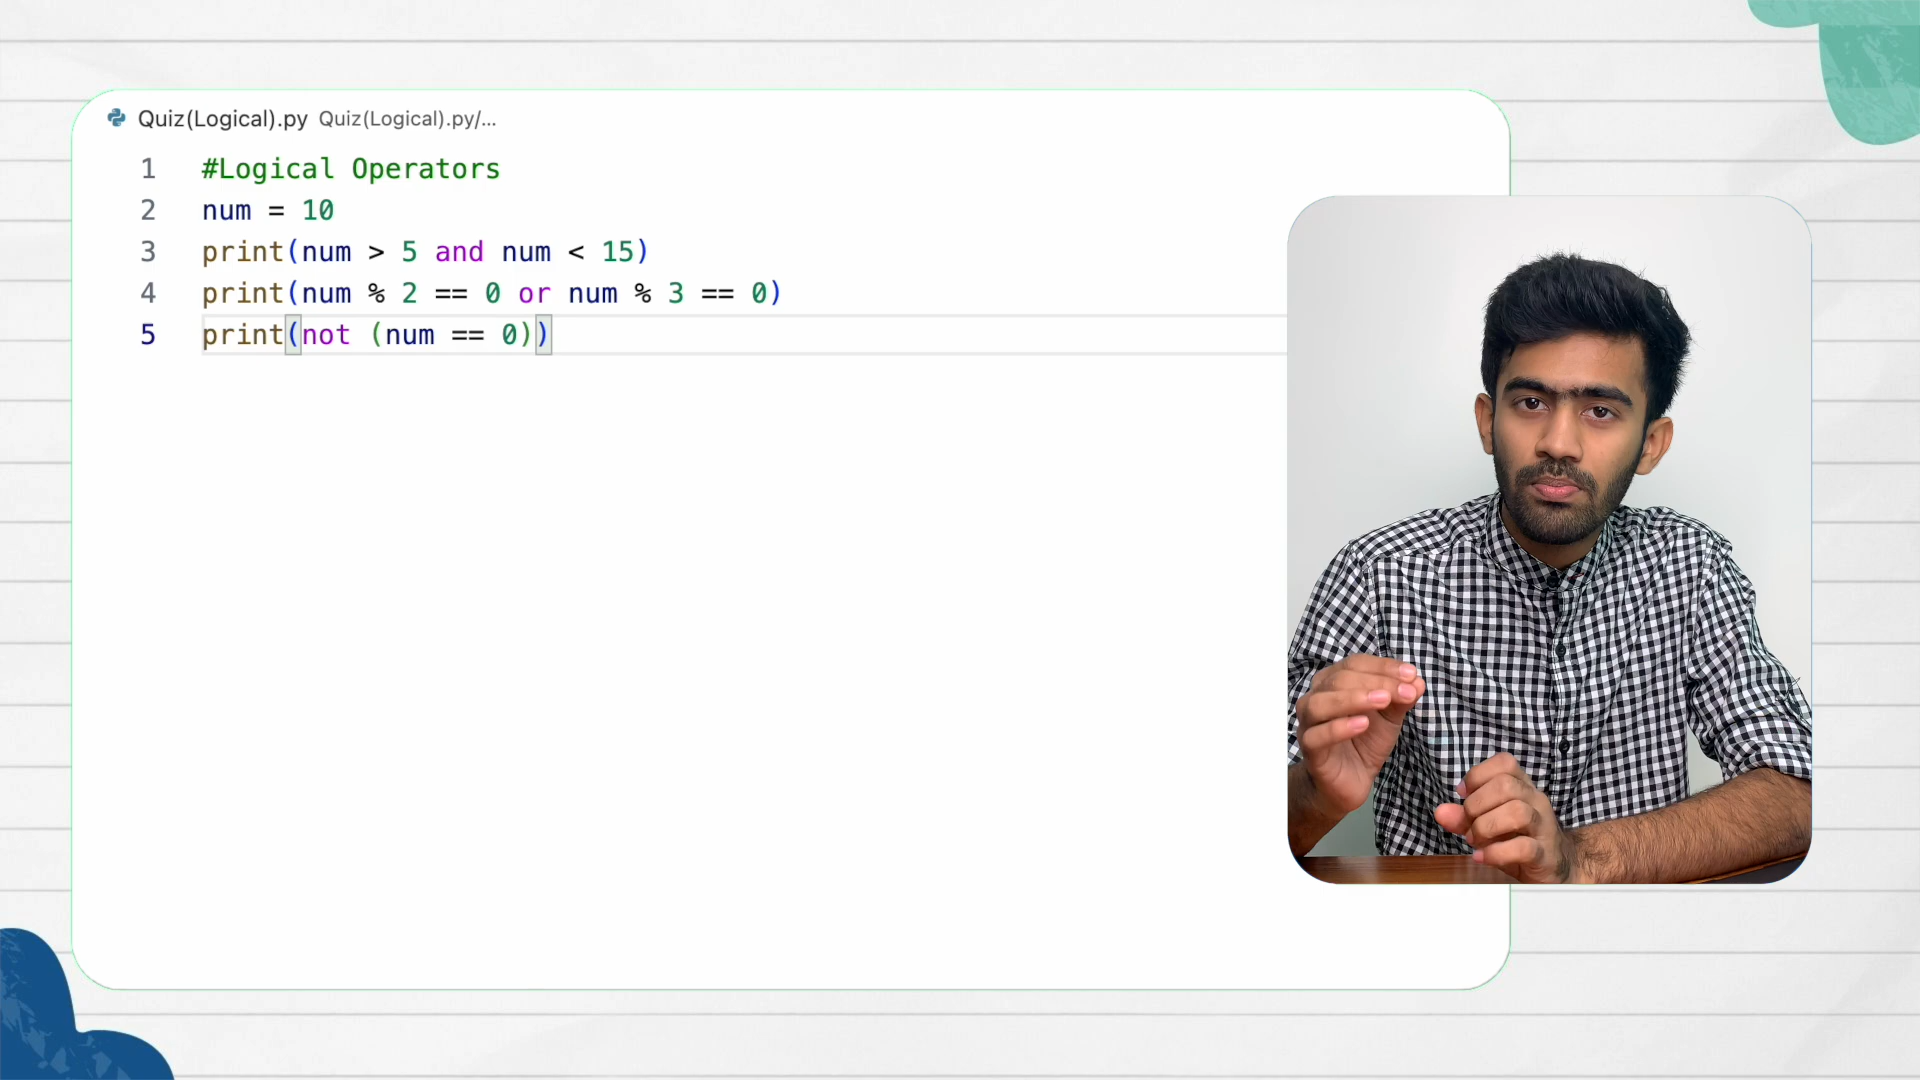 Quiz(Logical).py Quiz(Logical).py/...
1 #Logical Operators
2 num = 10
3 print(num > 5 and num < 15)
4 print(num % 2 == 0 or num % 3 == 0)
5 print(not (num == 0))